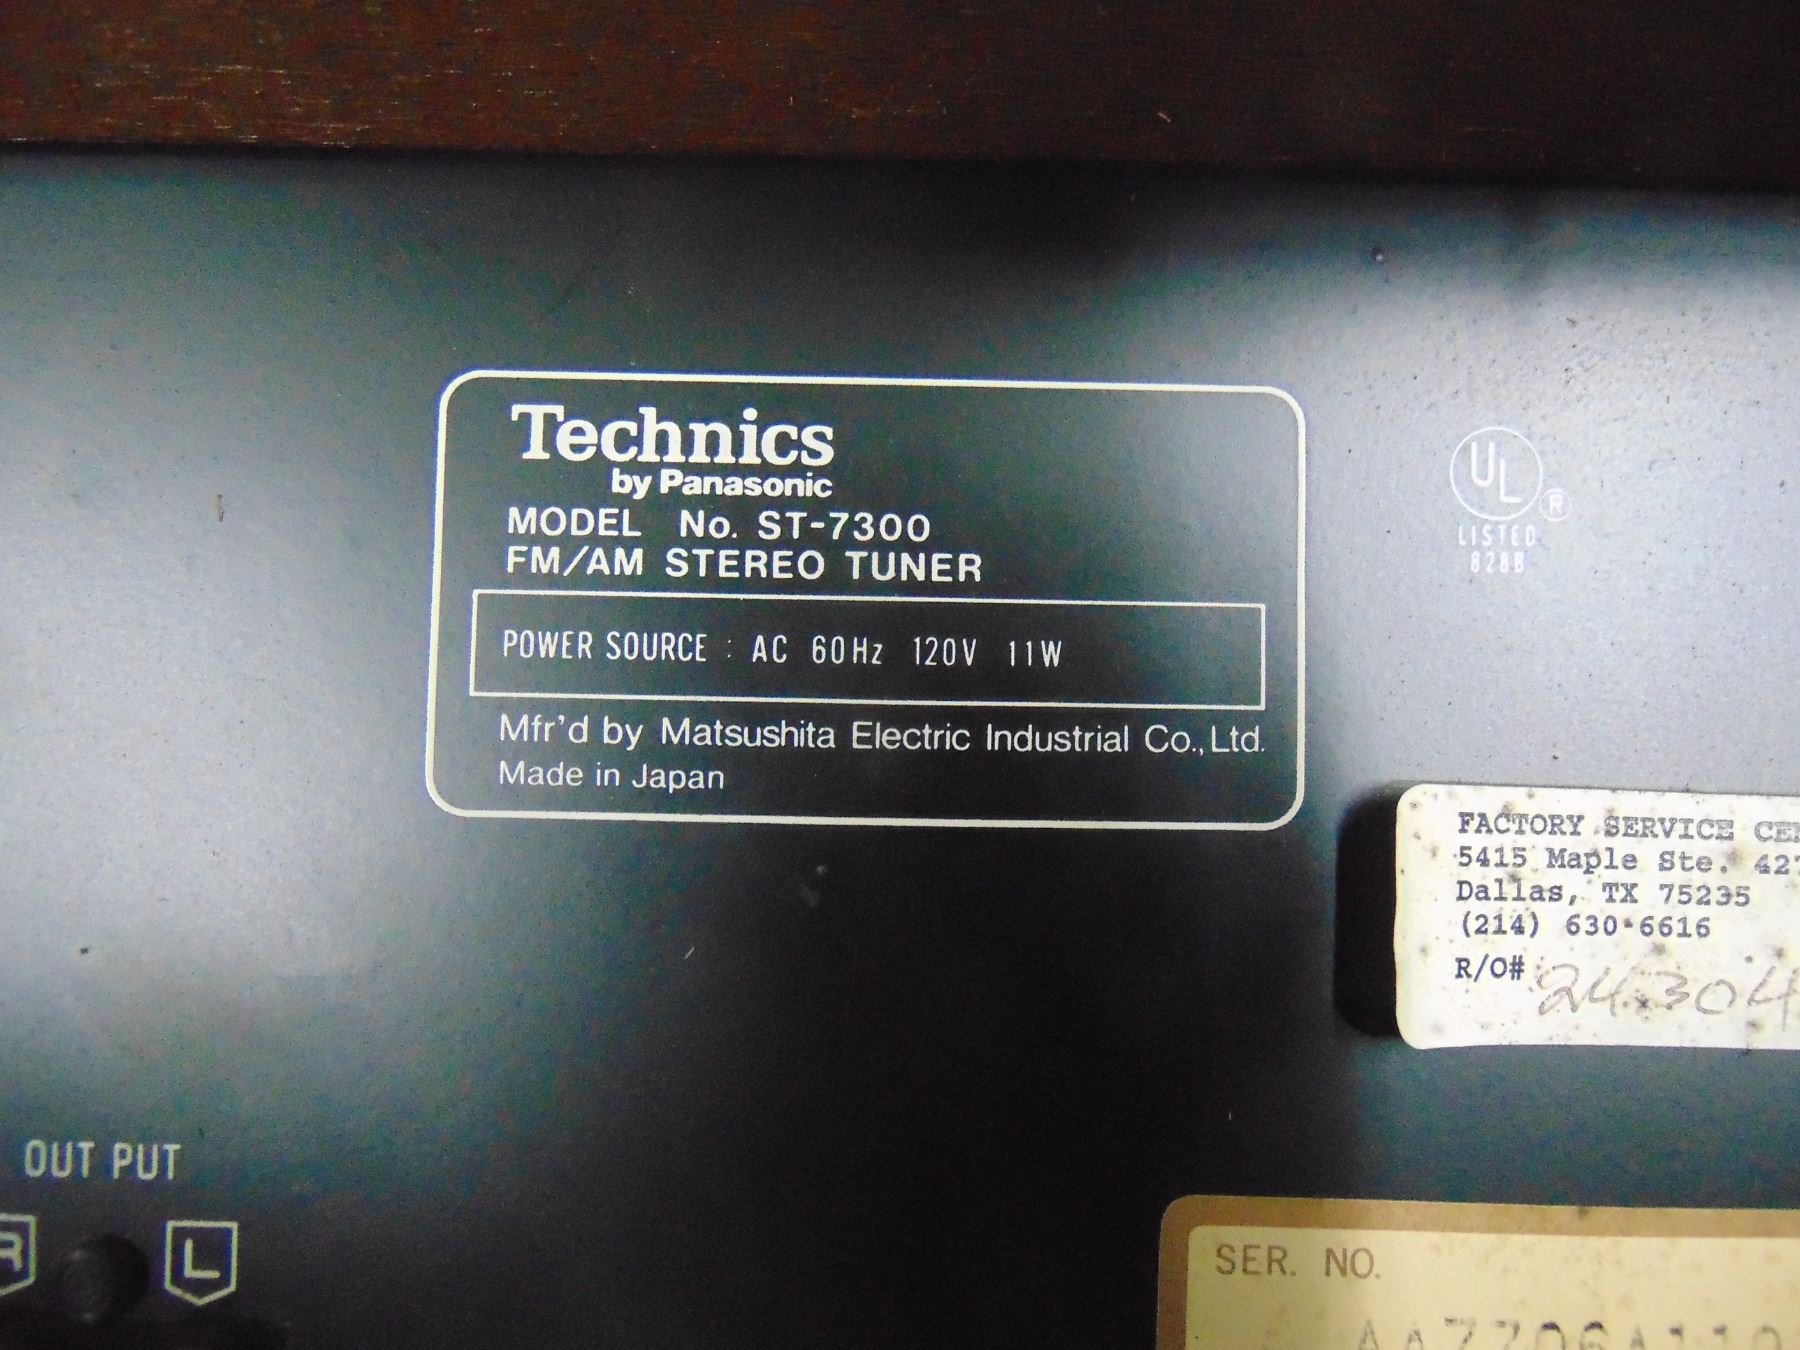 Technics
by Panasonic
MODEL No. ST-7300
FM/AM STEREO TUNER
POWER SOURCE : AC 60Hz 120V 11W
Mfr'd by Matsushita Electric Industrial Co., Ltd.
Made in Japan
UL ®
LISTED
828B
FACTORY SERVICE
5415 Maple Ste. 427
Dallas, TX 75235
(214) 630-6616
R/O# 24304
OUT PUT
R L
SER. NO.